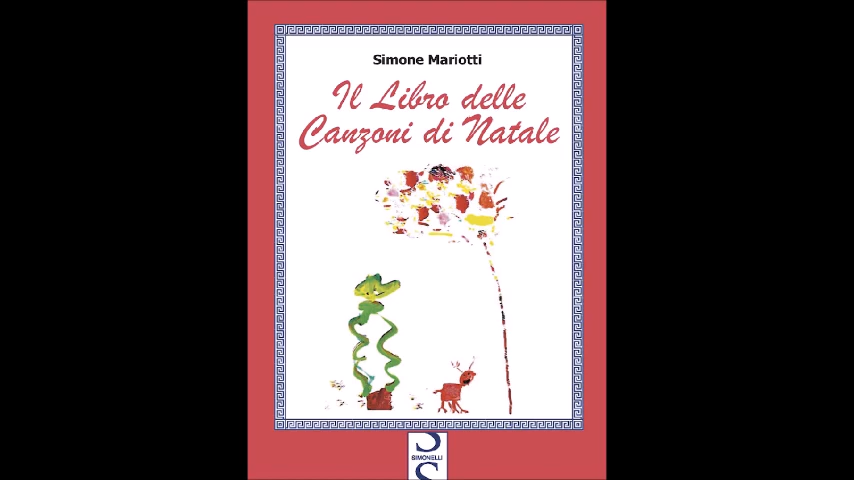 Simone Mariotti
Il Libro delle
Canzoni di Natale
SIMONELLI